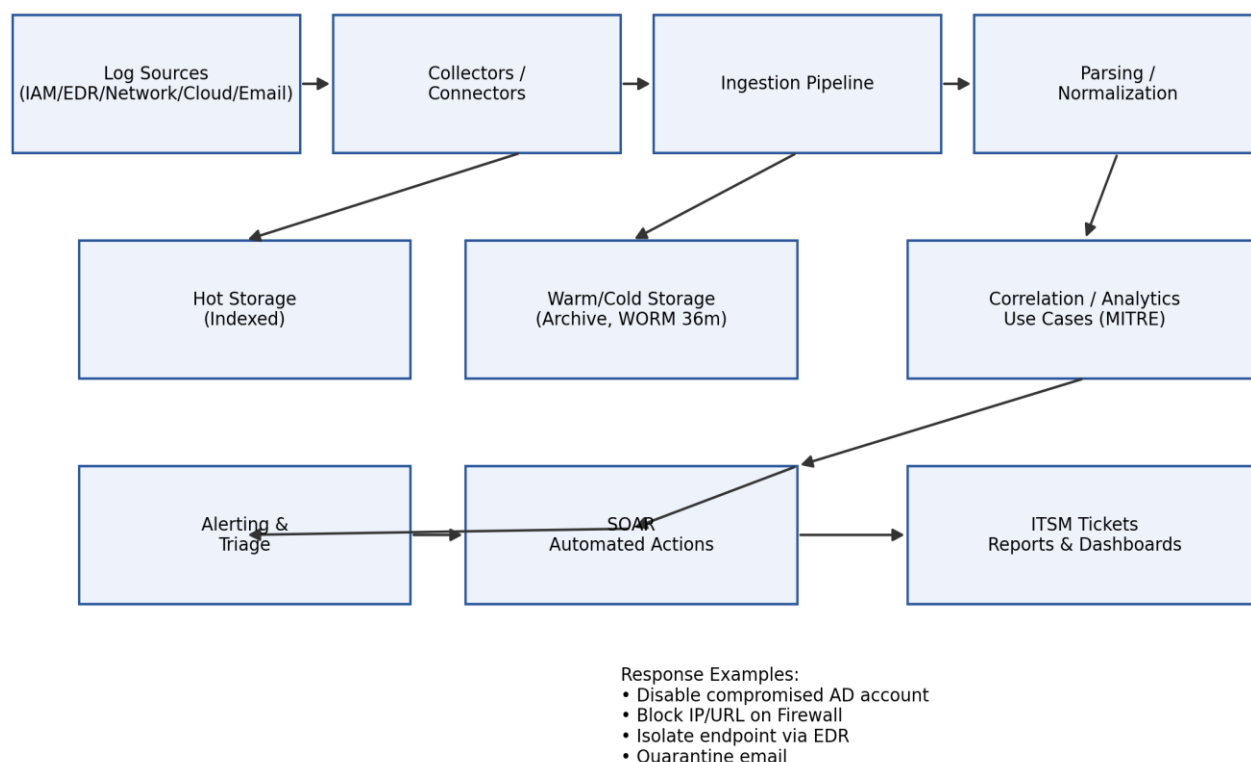 Log Sources
(IAM/EDR/Network/Cloud/Email)
Collectors /
Connectors
Ingestion Pipeline
Parsing /
Normalization
Hot Storage
(Indexed)
Warm/Cold Storage
(Archive, WORM 36m)
Correlation / Analytics
Use Cases (MITRE)
Alerting &
Triage
SOAR
Automated Actions
ITSM Tickets
Reports & Dashboards
Response Examples:
• Disable compromised AD account
• Block IP/URL on Firewall
• Isolate endpoint via EDR
• Quarantine email